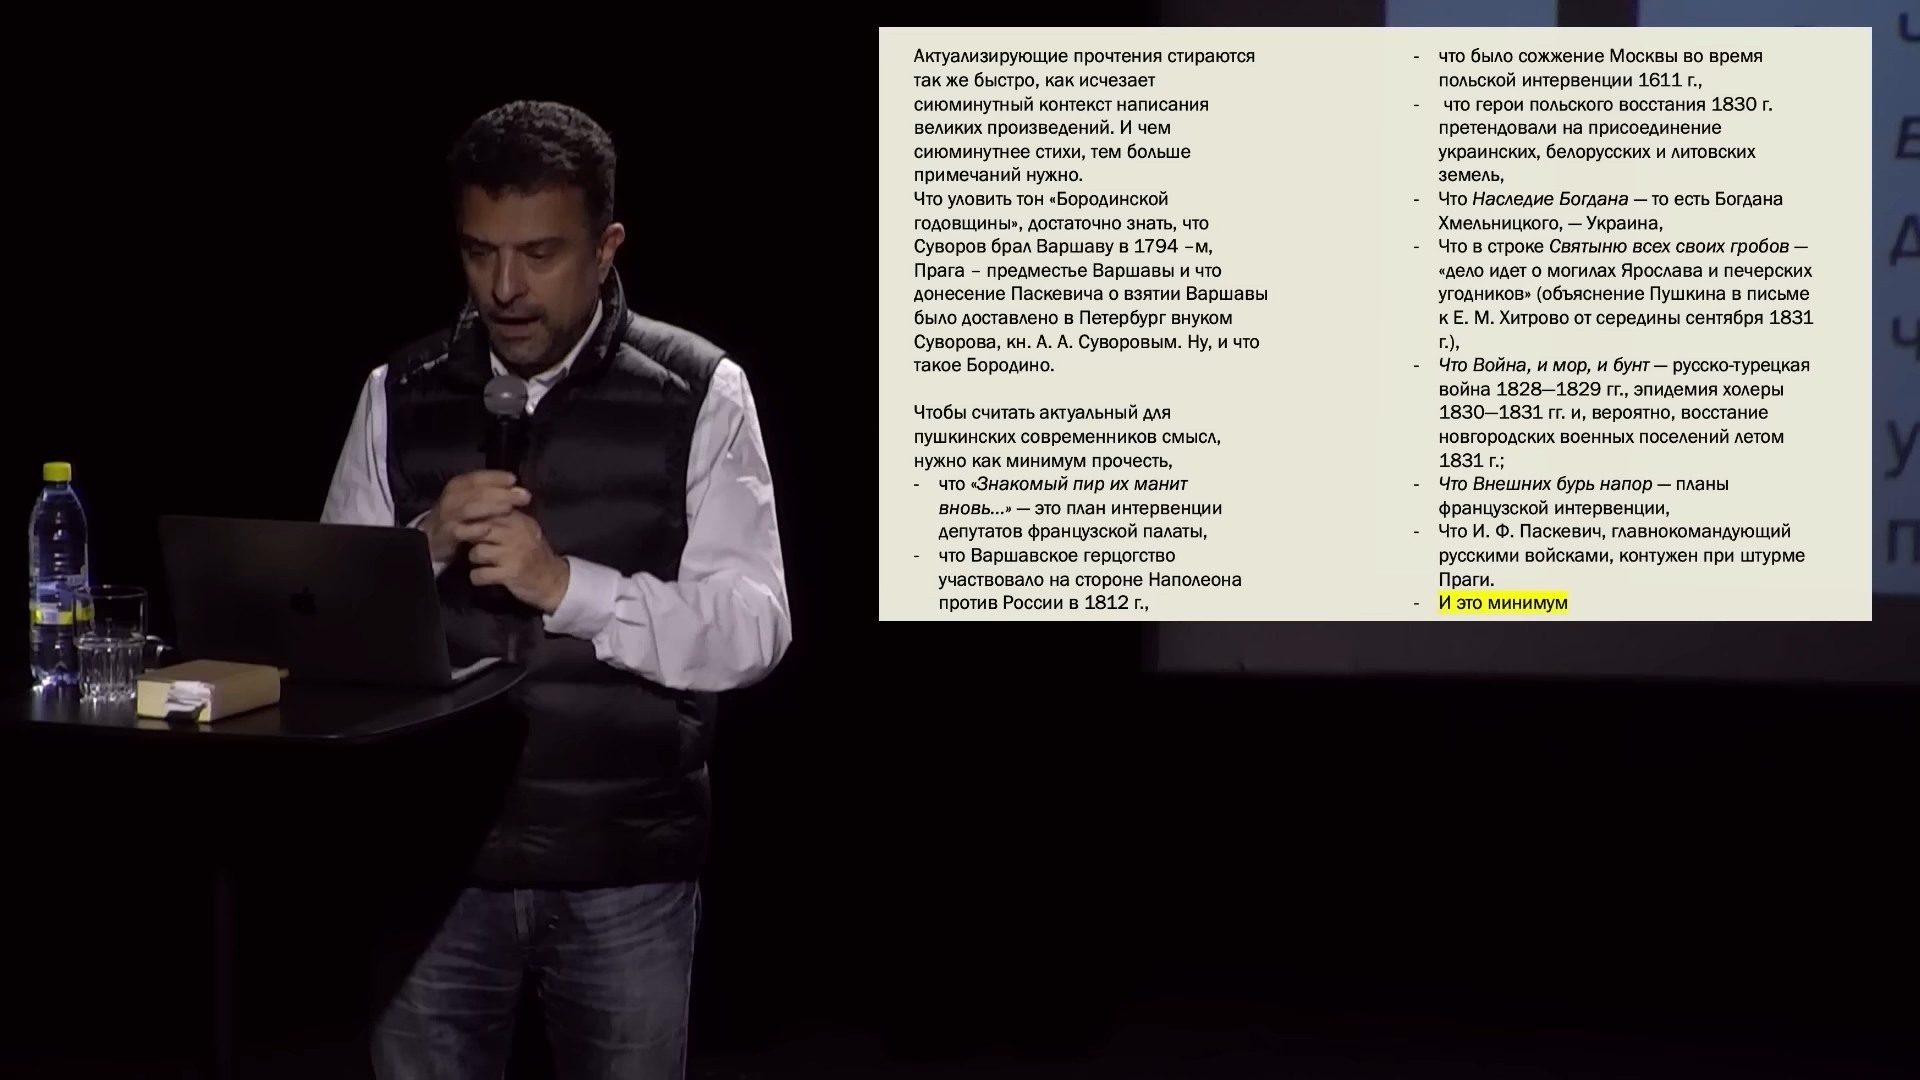 Актуализирующие прочтения стираются
так же быстро, как исчезает
сиюминутный контекст написания
великих произведений. И чем
сиюминутнее стихи, тем больше
примечаний нужно.
Что уловить тон «Бородинской
годовщины», достаточно знать, что
Суворов брал Варшаву в 1794 –м,
Прага – предместье Варшавы и что
донесение Паскевича о взятии Варшавы
было доставлено в Петербург внуком
Суворова, кн. А. А. Суворовым. Ну, и что
такое Бородино.
Чтобы считать актуальный для
пушкинских современников смысл,
нужно как минимум прочесть,
- что «Знакомый пир их манит
вновь...» — это план интервенции
депутатов французской палаты,
- что Варшавское герцогство
участвовало на стороне Наполеона
против России в 1812 г.,
- что было сожжение Москвы во время
польской интервенции 1611 г.,
- что герои польского восстания 1830 г.
претендовали на присоединение
украинских, белорусских и литовских
земель,
- Что Наследие Богдана — то есть Богдана
Хмельницкого, — Украина,
- Что в строке Святыню всех своих гробов —
«дело идет о могилах Ярослава и печерских
угодников» (объяснение Пушкина в письме
к Е. М. Хитрово от середины сентября 1831
г.),
- Что Война, и мор, и бунт — русско-турецкая
война 1828—1829 гг., эпидемия холеры
1830—1831 гг. и, вероятно, восстание
новгородских военных поселений летом
1831 г.;
- Что Внешних бурь напор — планы
французской интервенции,
- Что И. Ф. Паскевич, главнокомандующий
русскими войсками, контужен при штурме
Праги.
- И это минимум